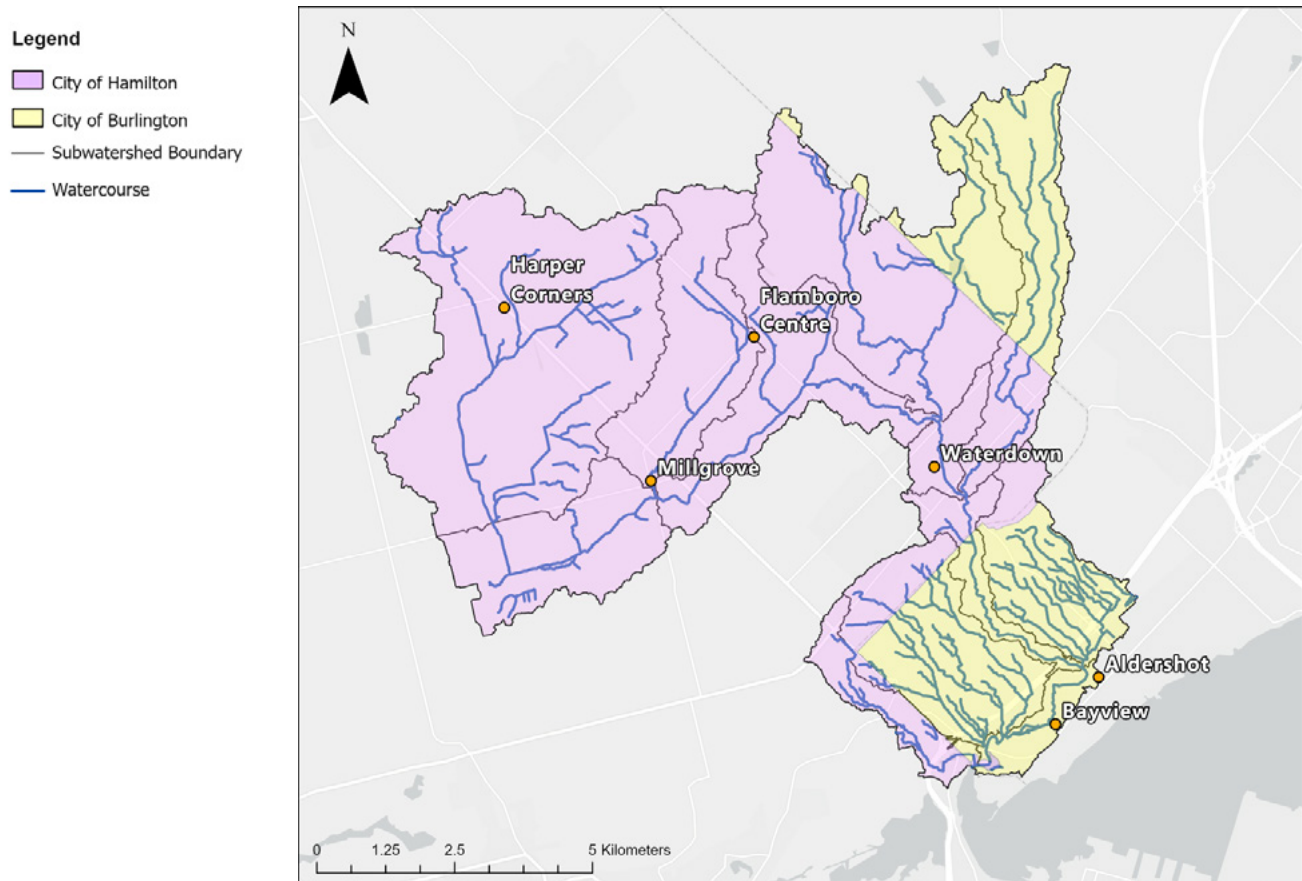 Legend
City of Hamilton
City of Burlington
Subwatershed Boundary
Watercourse
N
Harper
Corners
Flamboro
Centre
Millgrove
Waterdown
Aldershot
Bayview
0 1.25 2.5 5 Kilometers